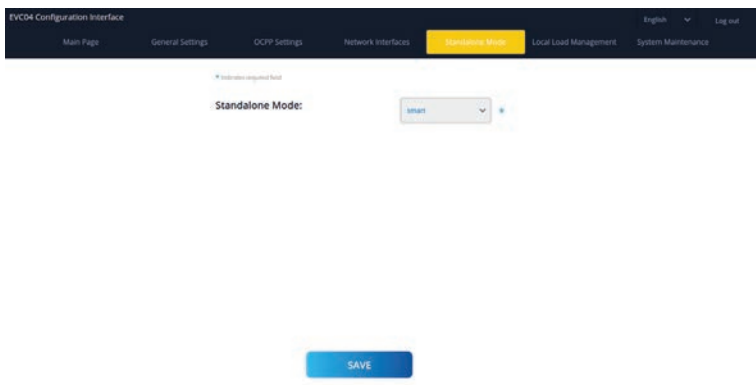 EVC04 Configuration Interface
English
Log out
Main Page
General Settings
OCPP Settings
Network Interfaces
Standalone Mode
Local Load Management
System Maintenance
* Indicates required field
Standalone Mode:
smart
*
SAVE